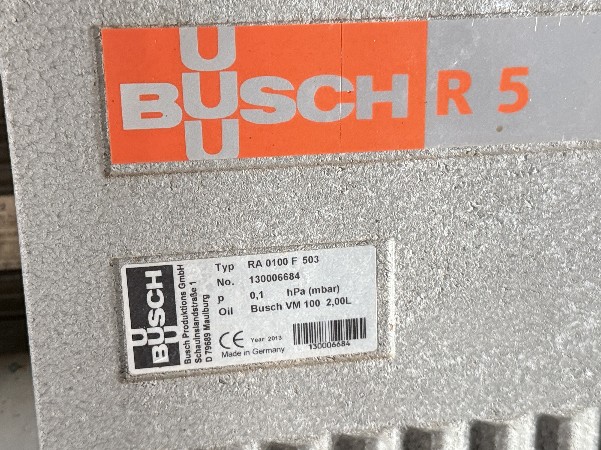 BUSCH R 5
BUSCH
Busch Produktions GmbH
Schauinslandstraße 1
D 79689 Maulburg
Typ RA 0100 F 503
No. 130006684
p 0,1 hPa (mbar)
Oil Busch VM 100 2,00L
CE Year 2013
Made in Germany
130006684